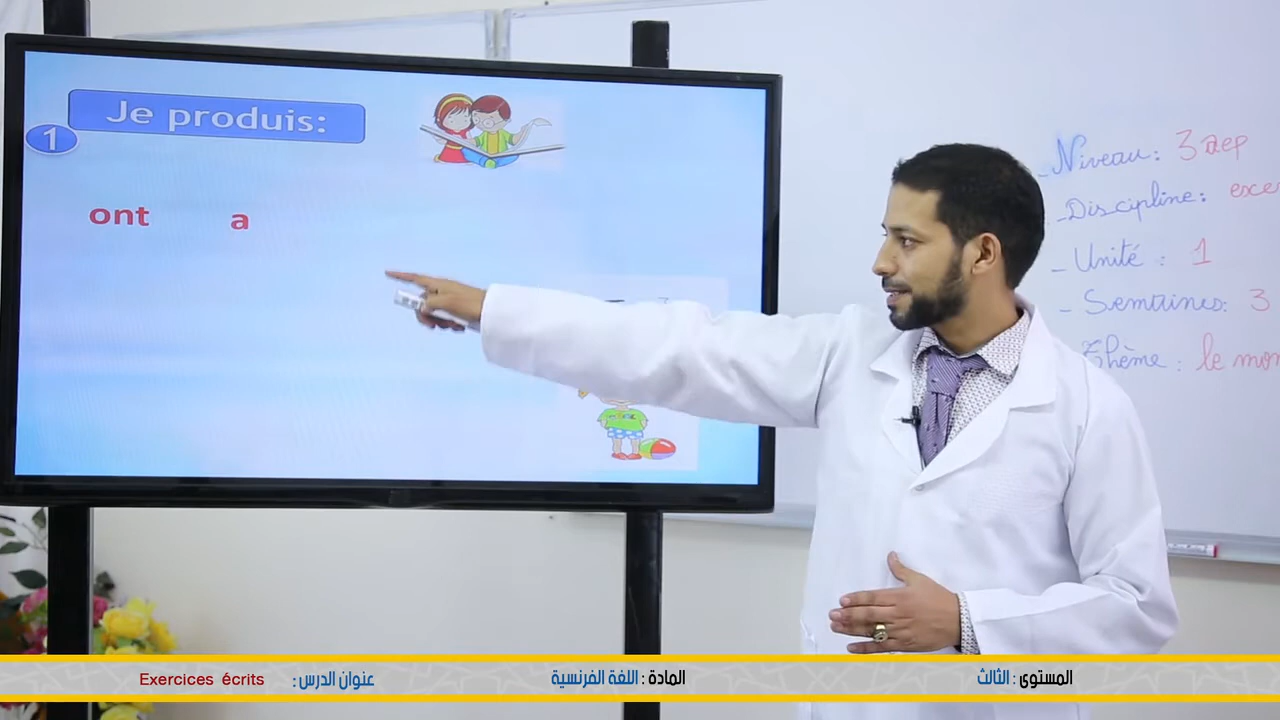 Je produis:
1
ont a
- Niveau: 3 aep
- Discipline: exce
- Unité : 1
- Semaines: 3
Thème : le mon
المستوى : الثالث
المادة : اللغة الفرنسية
عنوان الدرس : Exercices écrits